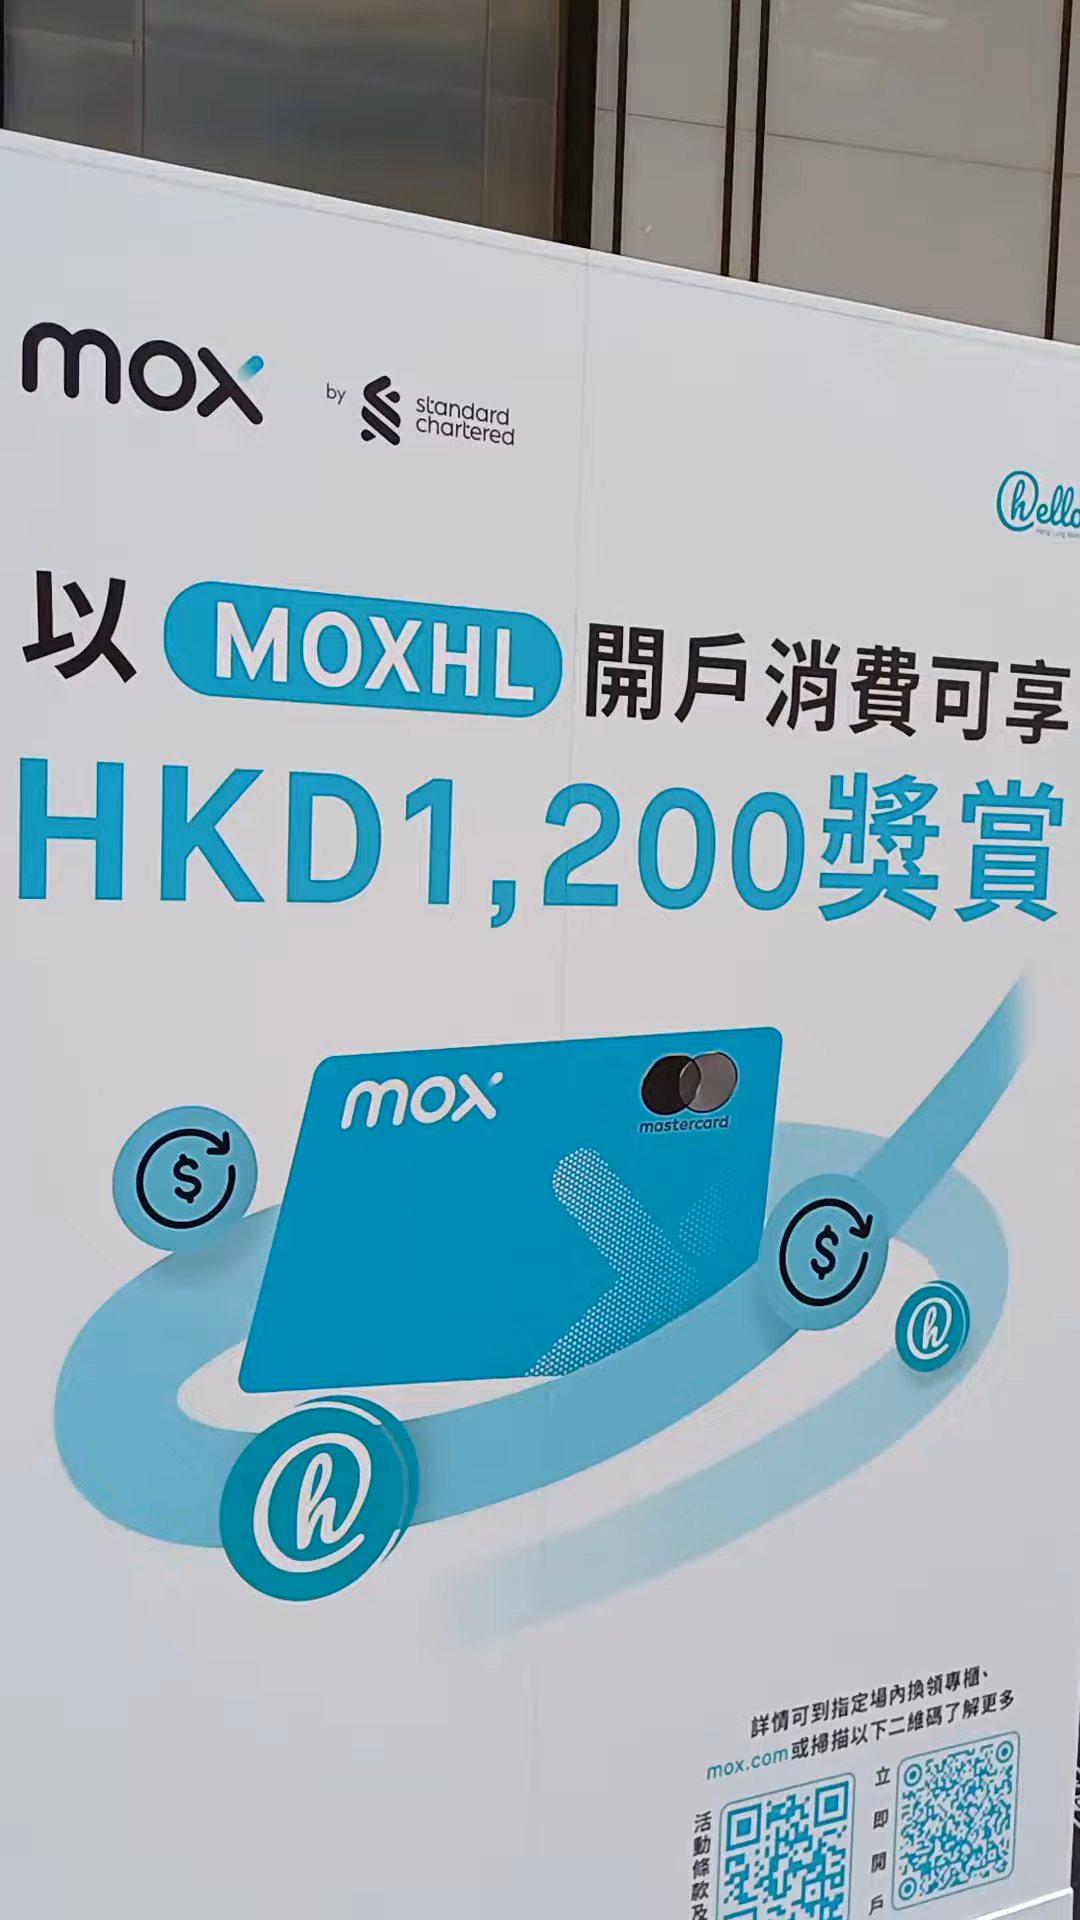 mox by standard chartered
hello
以 MOXHL 開戶消費可享
HKD1,200獎賞
mox
mastercard
$
$
h
h
詳情可到指定場內換領專櫃、
mox.com或掃描以下二維碼了解更多
活動條款及
立即開戶